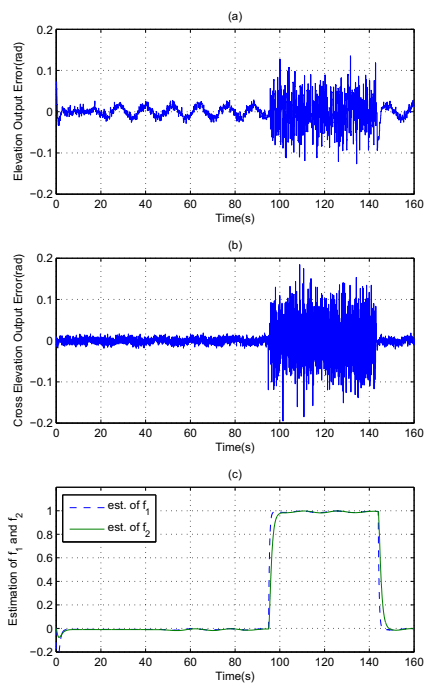 (a)
Elevation Output Error(rad)
0.2
0.1
0
−0.1
−0.2
0 20 40 60 80 100 120 140 160
Time(s)
(b)
Cross Elevation Output Error(rad)
0.2
0.1
0
−0.1
−0.2
0 20 40 60 80 100 120 140 160
Time(s)
(c)
Estimation of f1 and f2
1
0.8
0.6
0.4
0.2
0
−0.2
est. of f1
est. of f2
0 20 40 60 80 100 120 140 160
Time(s)